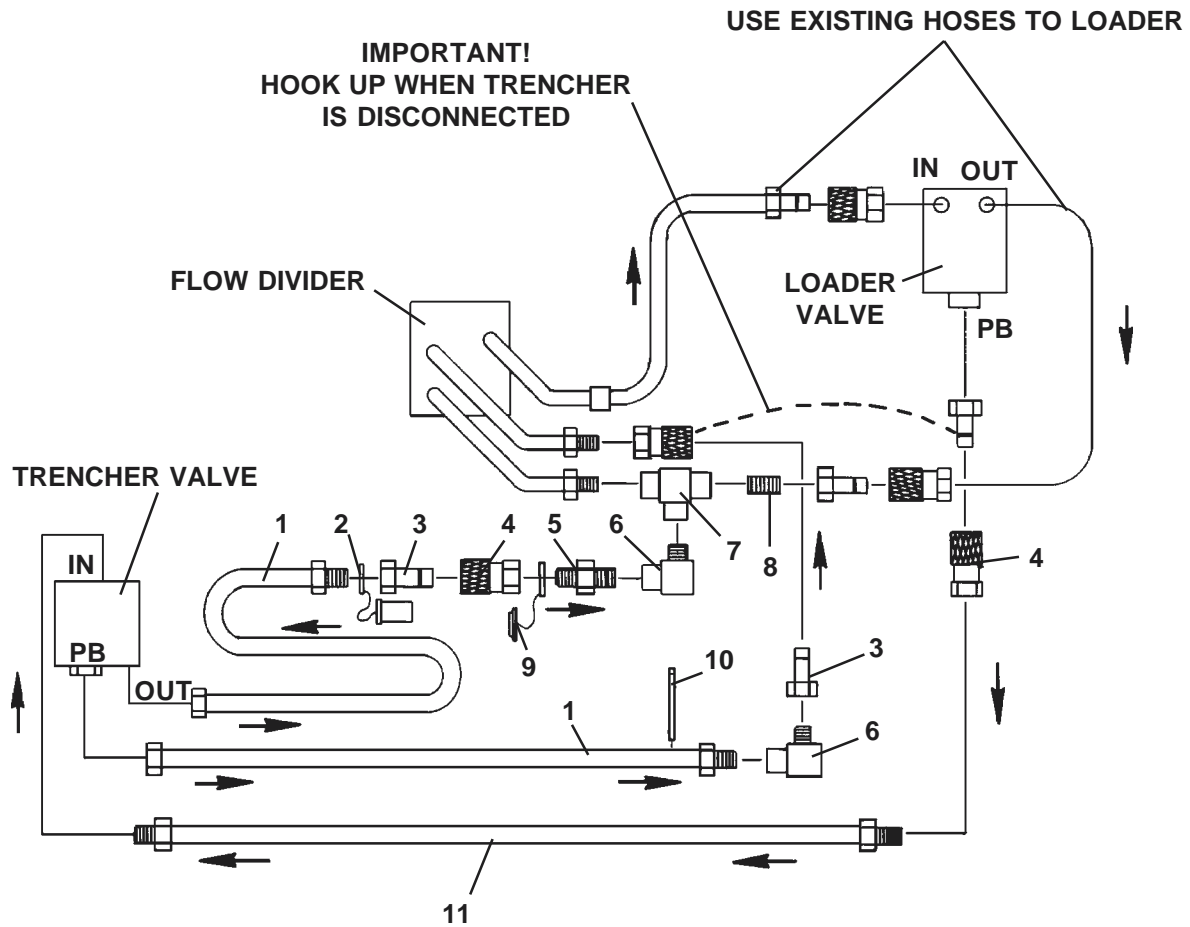 USE EXISTING HOSES TO LOADER
IMPORTANT!
HOOK UP WHEN TRENCHER
IS DISCONNECTED
IN OUT
FLOW DIVIDER
LOADER
VALVE
PB
TRENCHER VALVE
1 2 3 4 5 6 7 8
4
IN
9
10
3
PB
OUT
1
6
11